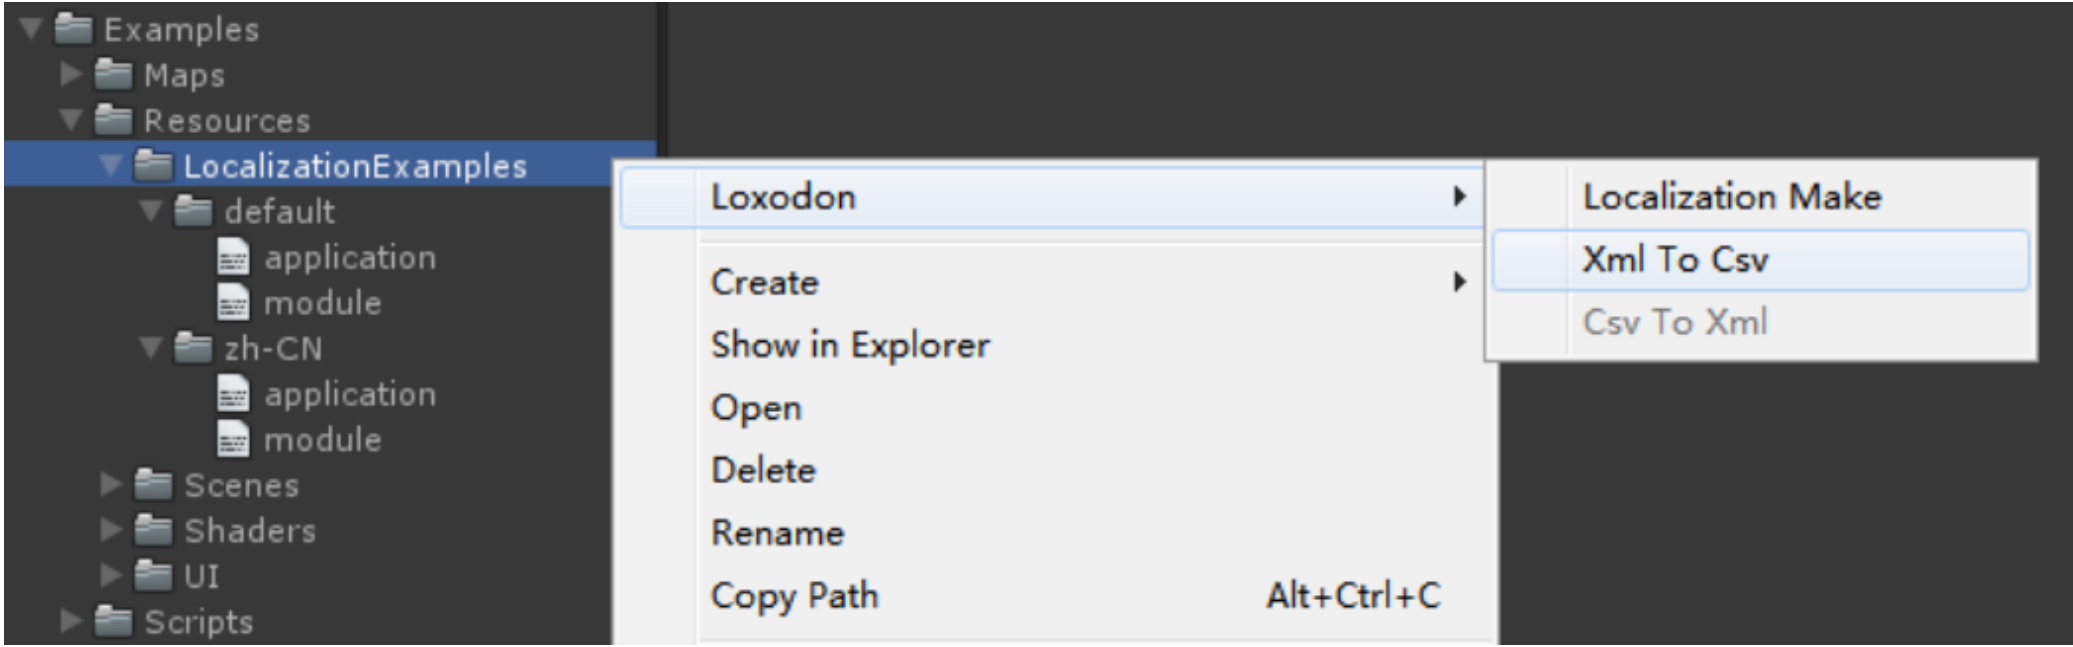 Examples
Maps
Resources
LocalizationExamples
default
application
module
zh-CN
application
module
Scenes
Shaders
UI
Scripts
Loxodon
Create
Show in Explorer
Open
Delete
Rename
Copy Path Alt+Ctrl+C
Localization Make
Xml To Csv
Csv To Xml